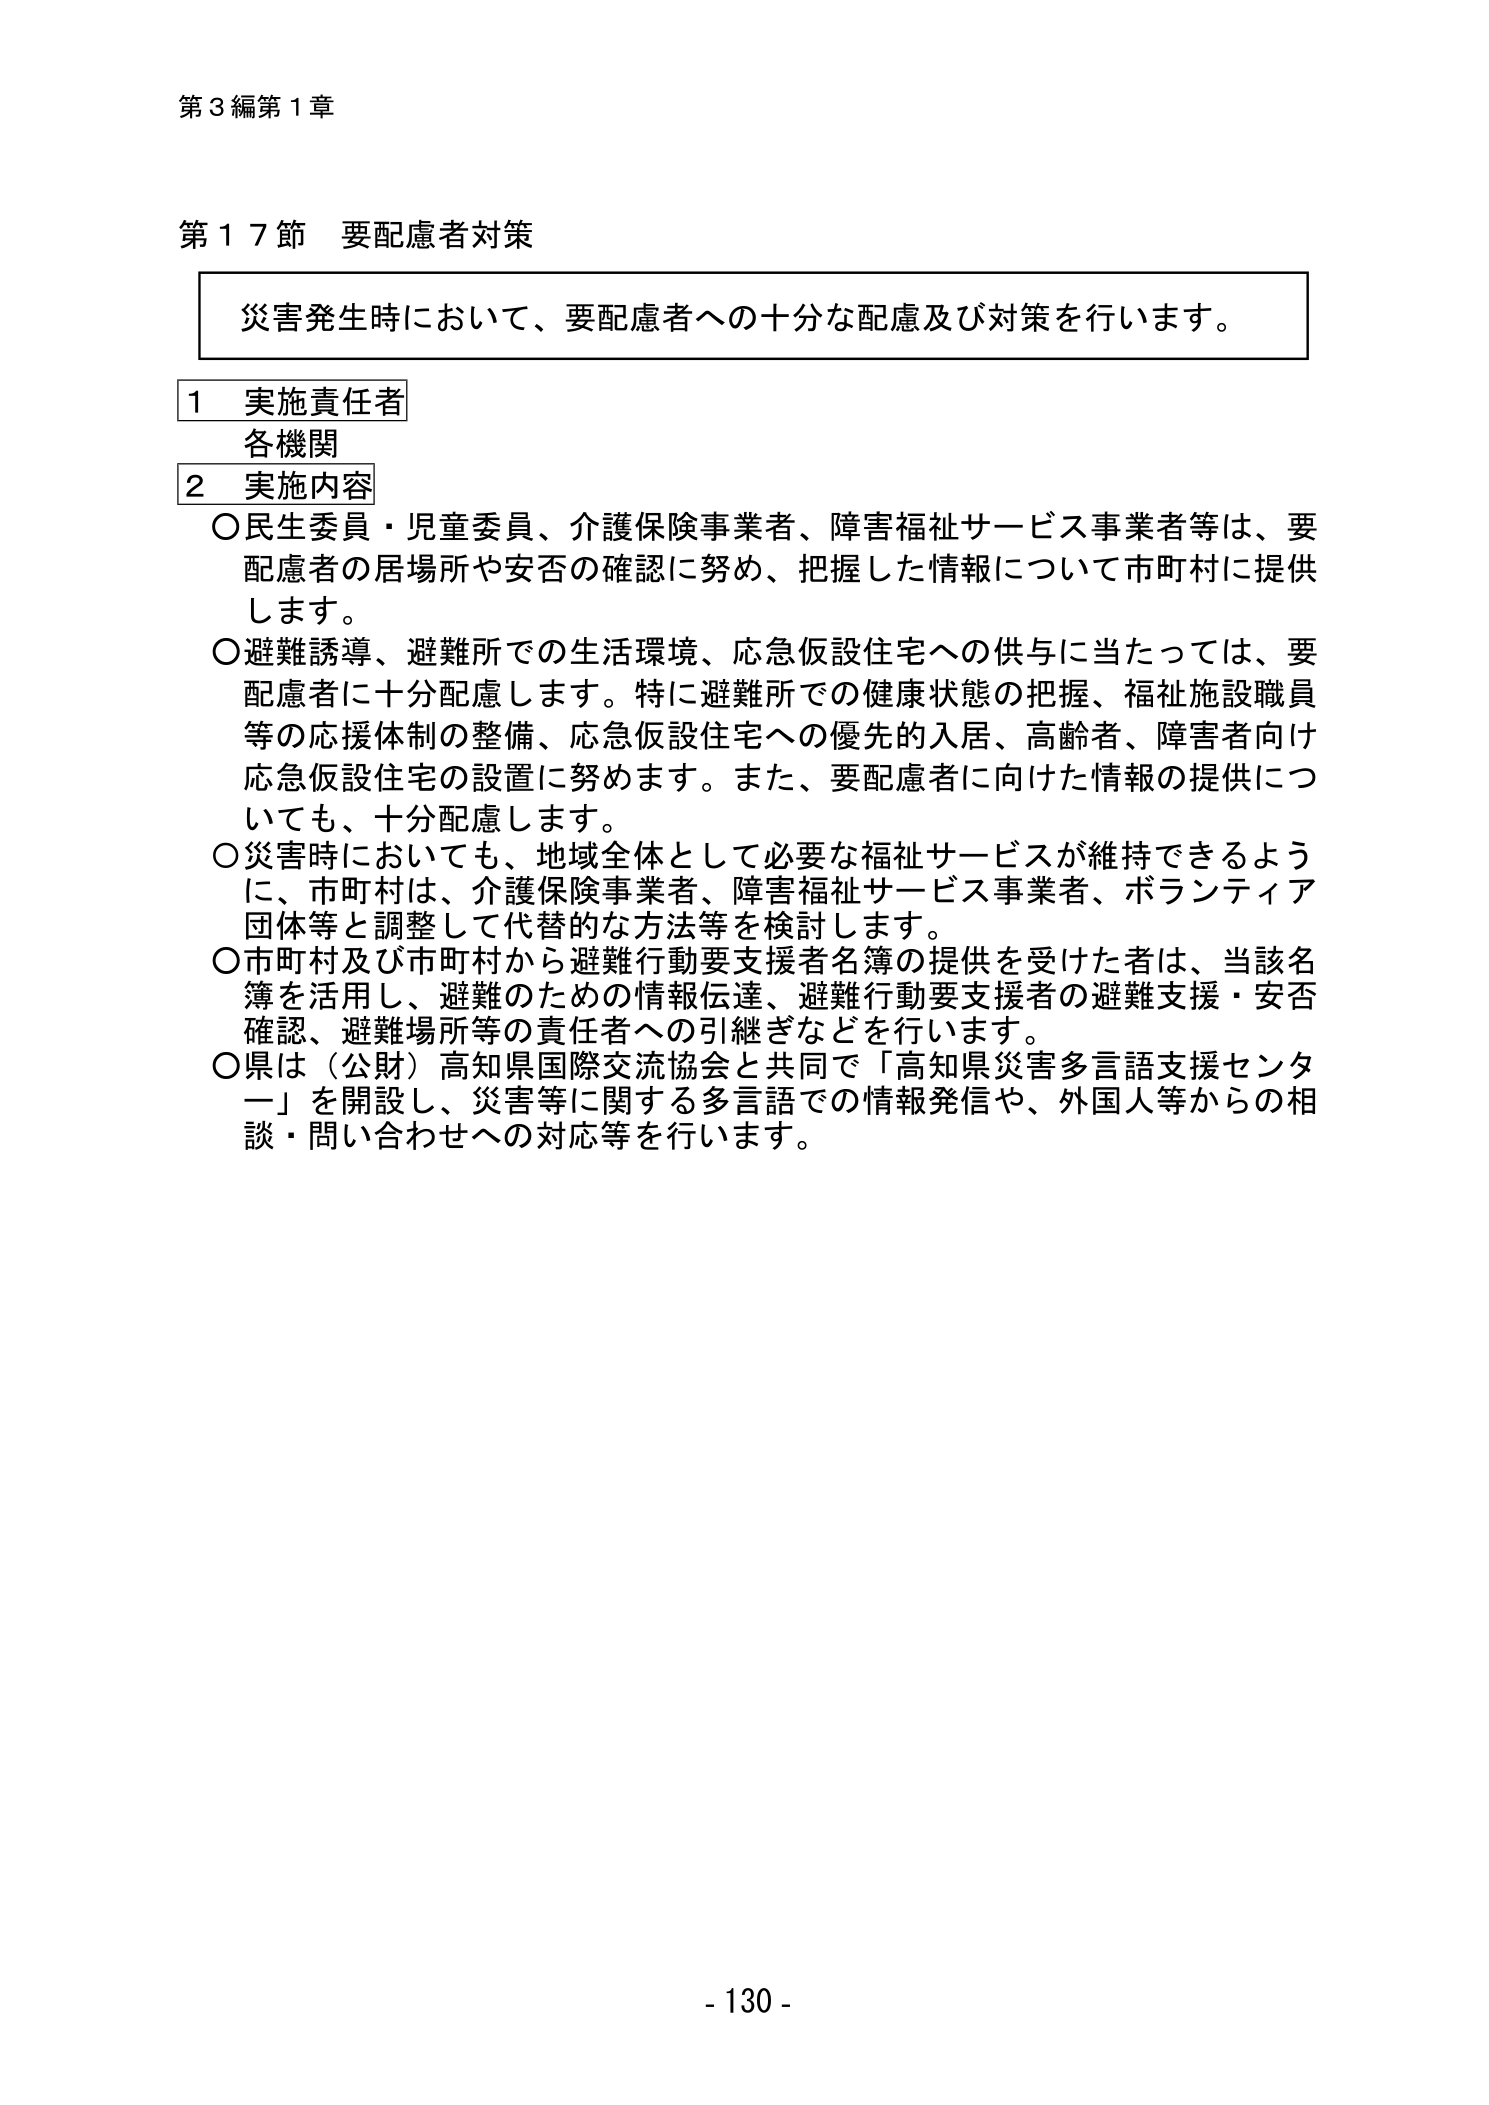 第３編第１章
第１７節　要配慮者対策
災害発生時において、要配慮者への十分な配慮及び対策を行います。
１　実施責任者
各機関
２　実施内容
○民生委員・児童委員、介護保険事業者、障害福祉サービス事業者等は、要
配慮者の居場所や安否の確認に努め、把握した情報について市町村に提供
します。
○避難誘導、避難所での生活環境、応急仮設住宅への供与に当たっては、要
配慮者に十分配慮します。特に避難所での健康状態の把握、福祉施設職員
等の応援体制の整備、応急仮設住宅への優先的入居、高齢者、障害者向け
応急仮設住宅の設置に努めます。また、要配慮者に向けた情報の提供につ
いても、十分配慮します。
○災害時においても、地域全体として必要な福祉サービスが維持できるよう
に、市町村は、介護保険事業者、障害福祉サービス事業者、ボランティア
団体等と調整して代替的な方法等を検討します。
○市町村及び市町村から避難行動要支援者名簿の提供を受けた者は、当該名
簿を活用し、避難のための情報伝達、避難行動要支援者の避難支援・安否
確認、避難場所等の責任者への引継ぎなどを行います。
○県は（公財）高知県国際交流協会と共同で「高知県災害多言語支援センタ
ー」を開設し、災害等に関する多言語での情報発信や、外国人等からの相
談・問い合わせへの対応等を行います。
- 130 -